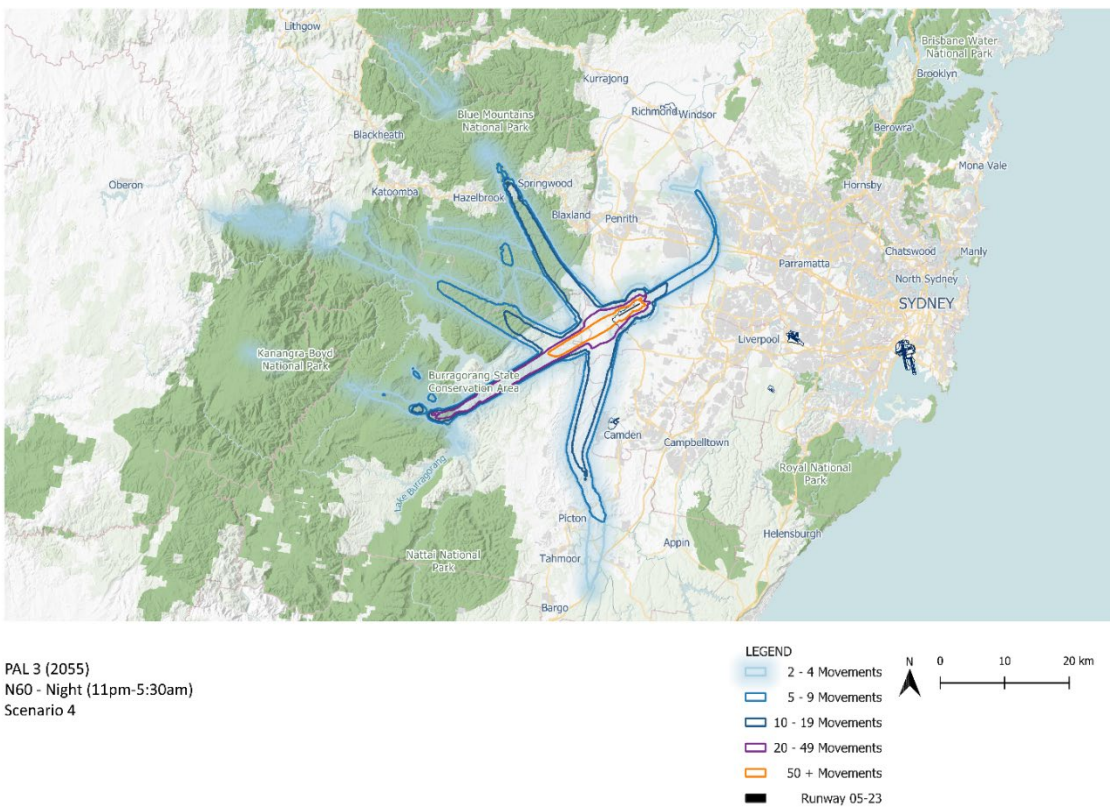 Lithgow
Brisbane Water
National Park
Brooklyn
Kurrajong
Richmond
Windsor
Blue Mountains
National Park
Berowra
Blackheath
Mona Vale
Oberon
Springwood
Katoomba
Hazelbrook
Hornsby
Blaxland
Penrith
Chatswood
Manly
Parramatta
North Sydney
SYDNEY
Liverpool
Kanangra-Boyd
National Park
Burragorang State
Conservation Area
Camden
Campbelltown
Lake Burragorang
Royal National
Park
Picton
Helensburgh
Appin
Nattai National
Park
Tahmoor
Bargo
PAL 3 (2055)
N60 - Night (11pm-5:30am)
Scenario 4
LEGEND
2 - 4 Movements
5 - 9 Movements
10 - 19 Movements
20 - 49 Movements
50 + Movements
Runway 05-23
N
0 10 20 km